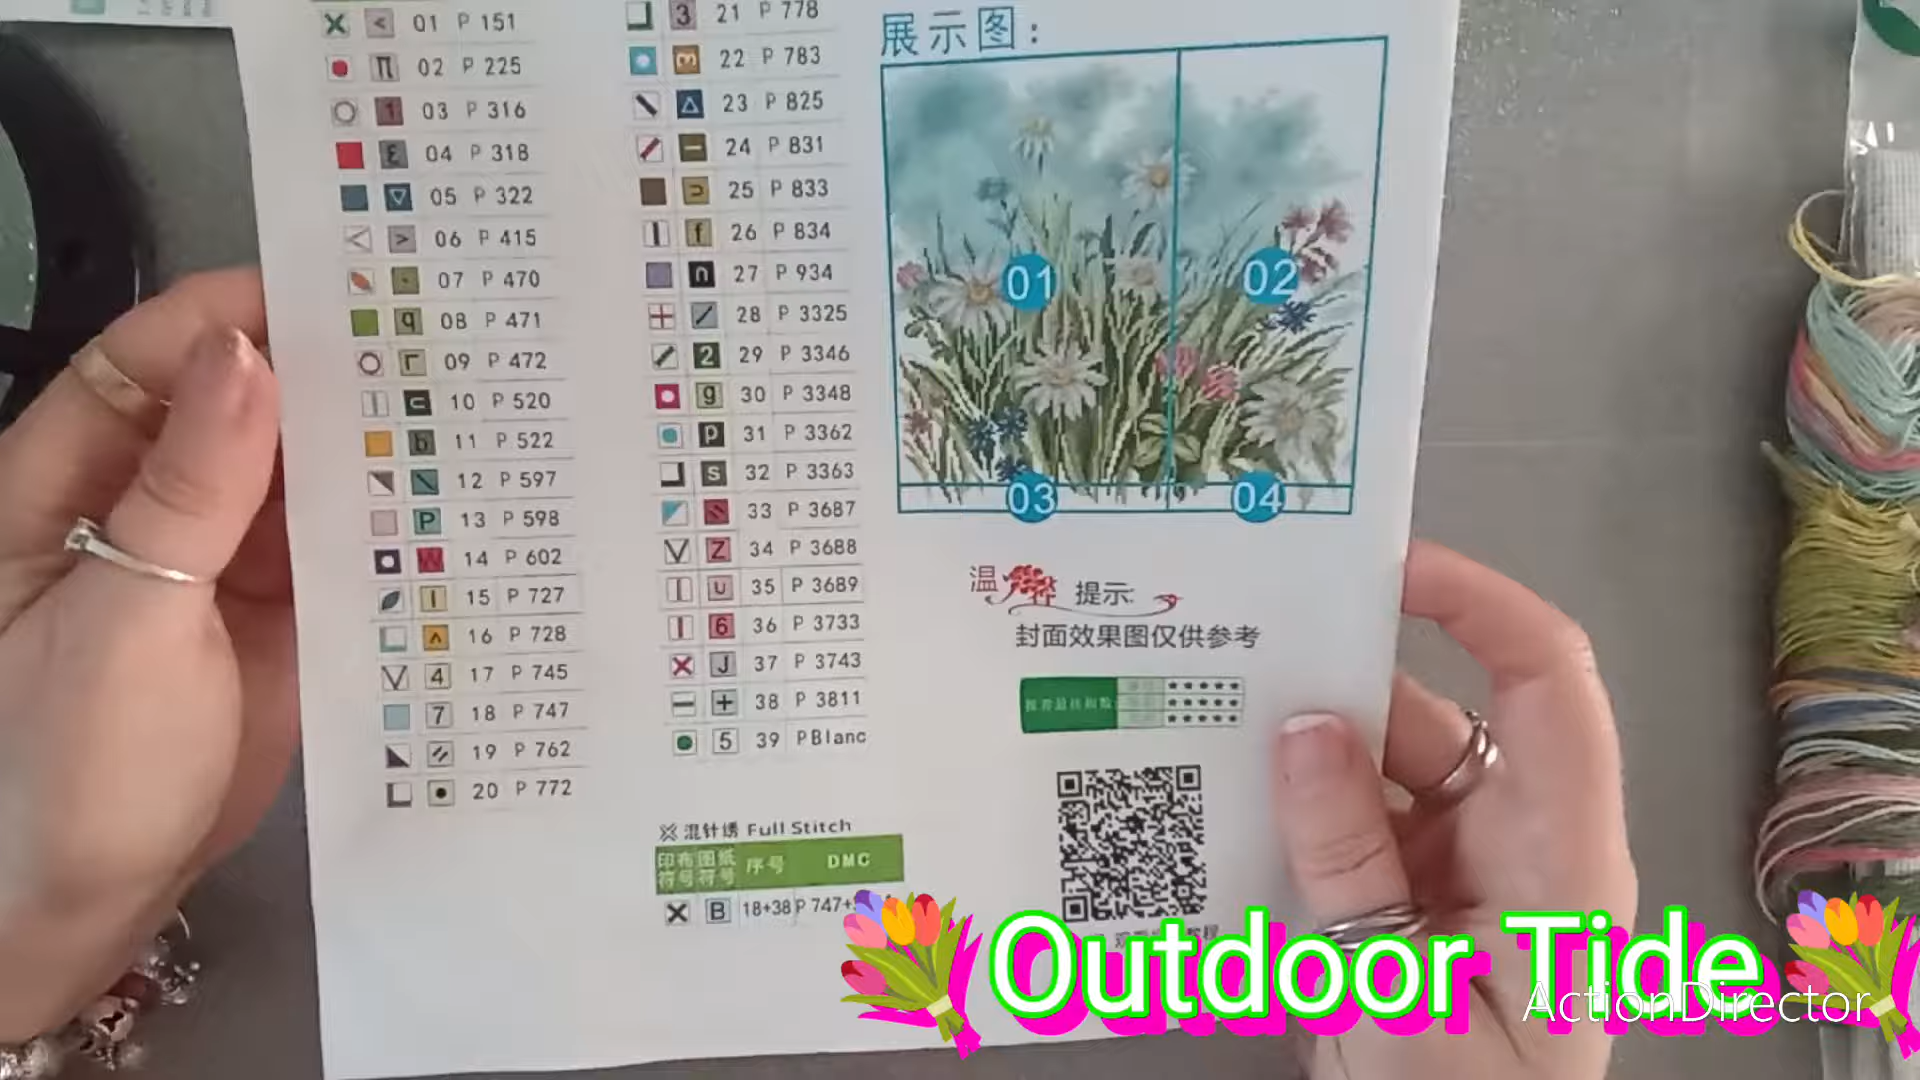 01 P 151
02 P 225
03 P 316
04 P 318
05 P 322
06 P 415
07 P 470
08 P 471
09 P 472
10 P 520
11 P 522
12 P 597
13 P 598
14 P 602
15 P 727
16 P 728
17 P 745
18 P 747
19 P 762
20 P 772
21 P 778
22 P 783
23 P 825
24 P 831
25 P 833
26 P 834
27 P 934
28 P 3325
29 P 3346
30 P 3348
31 P 3362
32 P 3363
33 P 3687
34 P 3688
35 P 3689
36 P 3733
37 P 3743
38 P 3811
39 PBlanc
混针绣 Full Stitch
印布符号 图纸符号 序号 DMC
B 18+38 P 747+
展示图:
01
02
03
04
温馨 提示:
封面效果图仅供参考
Outdoor Tide
ActionDirector